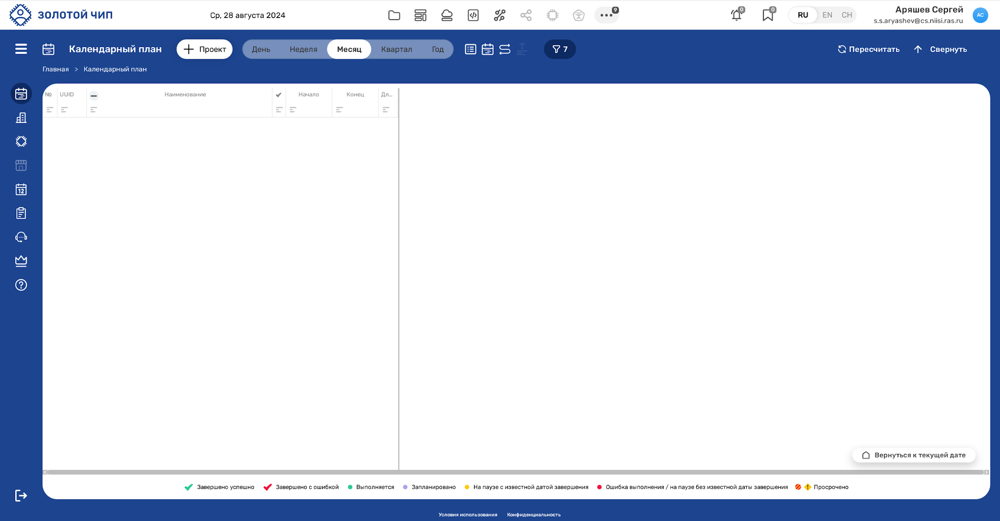 ЗОЛОТОЙ ЧИП
Ср, 28 августа 2024
9
0
0
RU EN CH
Аряшев Сергей
s.s.aryashev@cs.niisi.ras.ru
АС
Календарный план
Проект
День Неделя Месяц Квартал Год
7
Пересчитать
Свернуть
Главная > Календарный план
№ UUID Наименование Начало Конец Дл...
12
Вернуться к текущей дате
Завершено успешно Завершено с ошибкой Выполняется Запланировано На паузе с известной датой завершения Ошибка выполнения / на паузе без известной даты завершения Просрочено
Условия использования Конфиденциальность